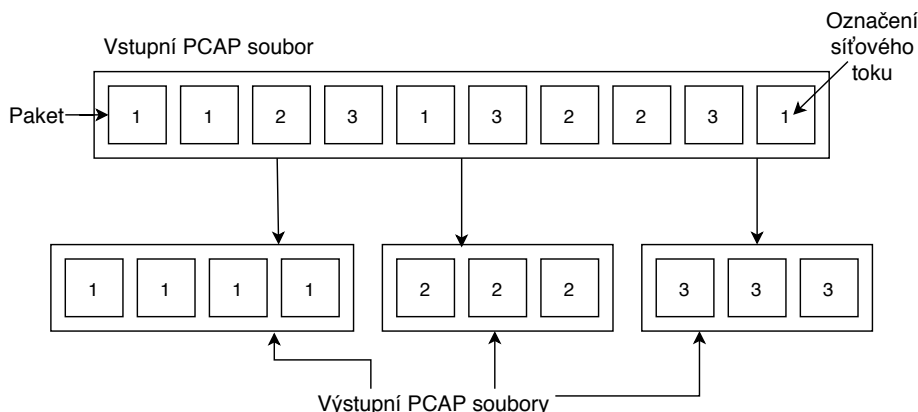 Označení
síťového
toku
Vstupní PCAP soubor
Paket
1 1 2 3 1 3 2 2 3 1
1 1 1 1 2 2 2 3 3 3
Výstupní PCAP soubory